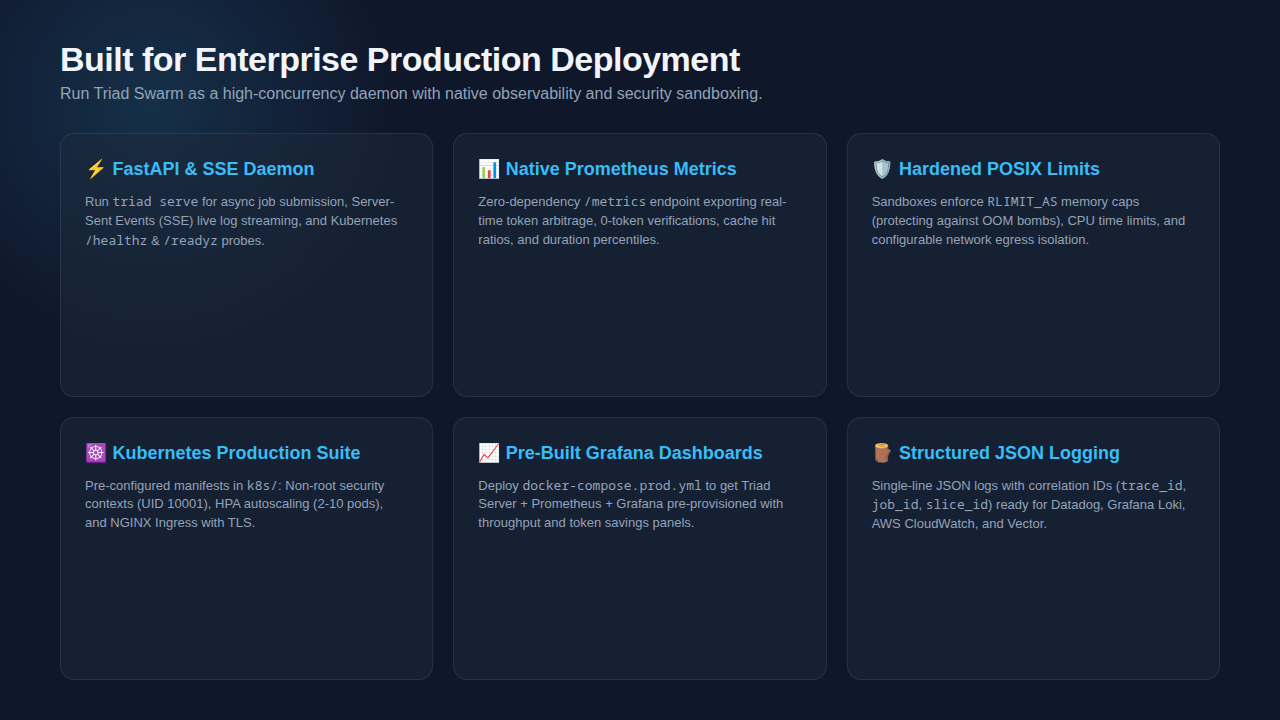 Built for Enterprise Production Deployment
Run Triad Swarm as a high-concurrency daemon with native observability and security sandboxing.
⚡ FastAPI & SSE Daemon
Run triad serve for async job submission, Server-
Sent Events (SSE) live log streaming, and Kubernetes
/healthz & /readyz probes.
📊 Native Prometheus Metrics
Zero-dependency /metrics endpoint exporting real-
time token arbitrage, 0-token verifications, cache hit
ratios, and duration percentiles.
🛡️ Hardened POSIX Limits
Sandboxes enforce RLIMIT_AS memory caps
(protecting against OOM bombs), CPU time limits, and
configurable network egress isolation.
☸️ Kubernetes Production Suite
Pre-configured manifests in k8s/: Non-root security
contexts (UID 10001), HPA autoscaling (2-10 pods),
and NGINX Ingress with TLS.
📈 Pre-Built Grafana Dashboards
Deploy docker-compose.prod.yml to get Triad
Server + Prometheus + Grafana pre-provisioned with
throughput and token savings panels.
🪵 Structured JSON Logging
Single-line JSON logs with correlation IDs (trace_id,
job_id, slice_id) ready for Datadog, Grafana Loki,
AWS CloudWatch, and Vector.